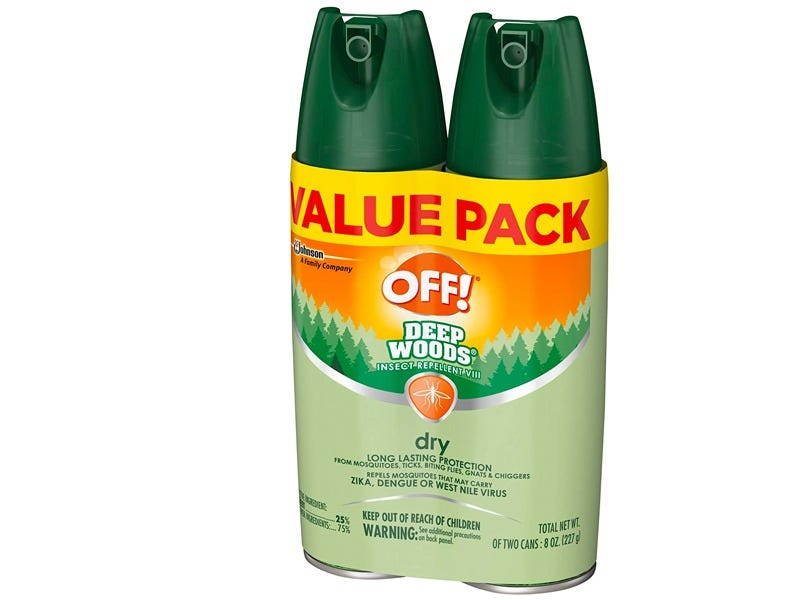 VALUE PACK
Johnson
A Family Company
OFF!®
DEEP
WOODS®
INSECT REPELLENT VIII
dry
LONG LASTING PROTECTION
FROM MOSQUITOES, TICKS, BITING FLIES, GNATS & CHIGGERS
REPELS MOSQUITOES THAT MAY CARRY
ZIKA, DENGUE OR WEST NILE VIRUS
INGREDIENT:
25%
INGREDIENTS:.... 75%
KEEP OUT OF REACH OF CHILDREN
WARNING: See additional precautions
on back panel.
TOTAL NET WT.
OF TWO CANS : 8 OZ. (227 g)